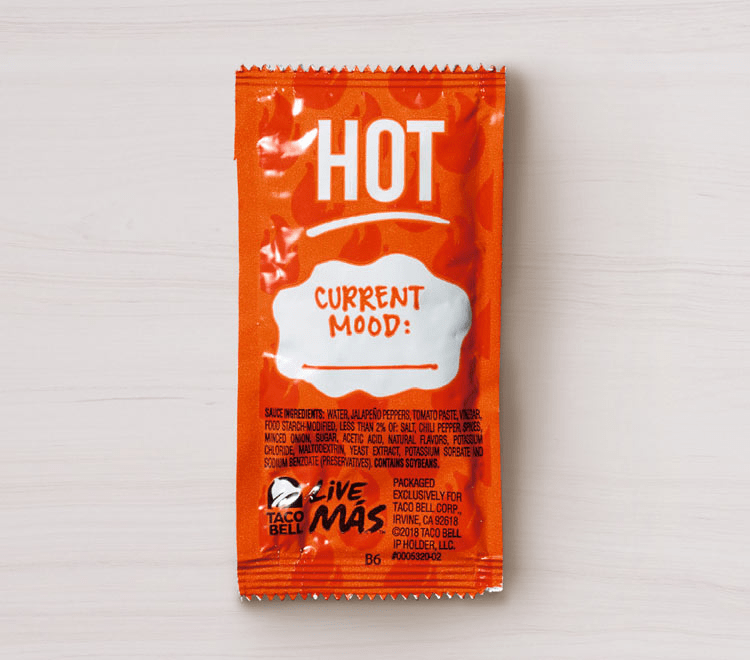 HOT
CURRENT
MOOD:
SAUCE INGREDIENTS: WATER, JALAPEÑO PEPPERS, TOMATO PASTE, VINEGAR,
FOOD STARCH-MODIFIED, LESS THAN 2% OF: SALT, CHILI PEPPER, SPICES,
MINCED ONION, SUGAR, ACETIC ACID, NATURAL FLAVORS, POTASSIUM
CHLORIDE, MALTODEXTRIN, YEAST EXTRACT, POTASSIUM SORBATE AND
SODIUM BENZOATE (PRESERVATIVES). CONTAINS SOYBEANS.
TACO
BELL
LiVE
MÁS™
PACKAGED
EXCLUSIVELY FOR
TACO BELL CORP.,
IRVINE, CA 92618
©2018 TACO BELL
IP HOLDER, LLC.
#0005320-02
B6